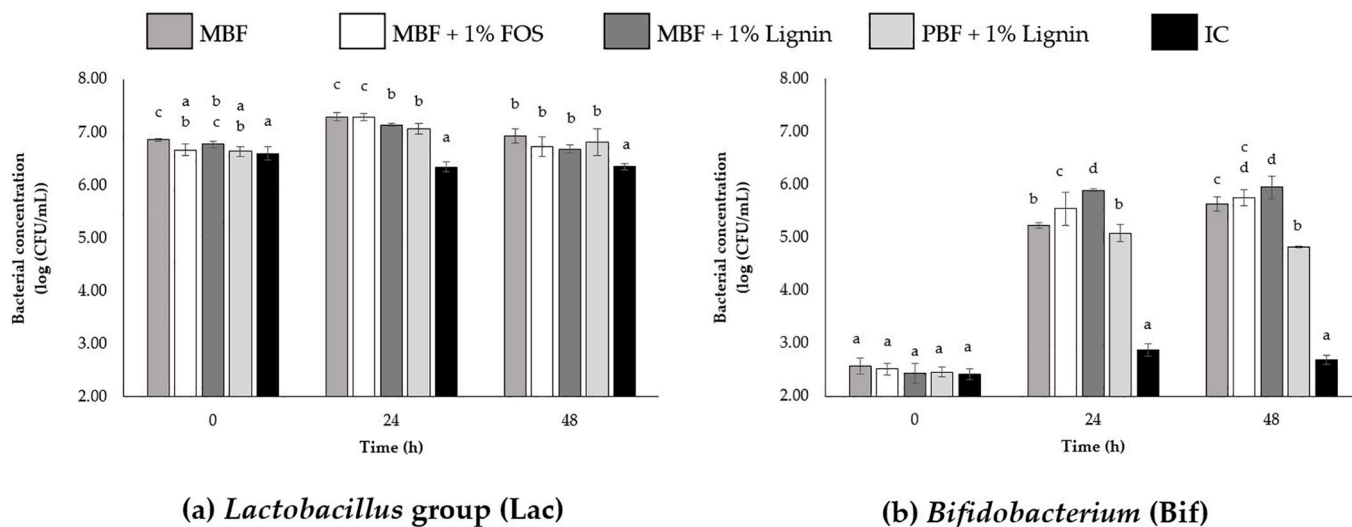 MBF MBF + 1% FOS MBF + 1% Lignin PBF + 1% Lignin IC
Bacterial concentration
(log (CFU/mL))
8.00
7.00
6.00
5.00
4.00
3.00
2.00
c a b a a
b c b
c c b b a
b b b b a
0 24 48
Time (h)
(a) Lactobacillus group (Lac)
Bacterial concentration
(log (CFU/mL))
8.00
7.00
6.00
5.00
4.00
3.00
2.00
a a a a a
b c d b a
c c d b a
d
0 24 48
Time (h)
(b) Bifidobacterium (Bif)